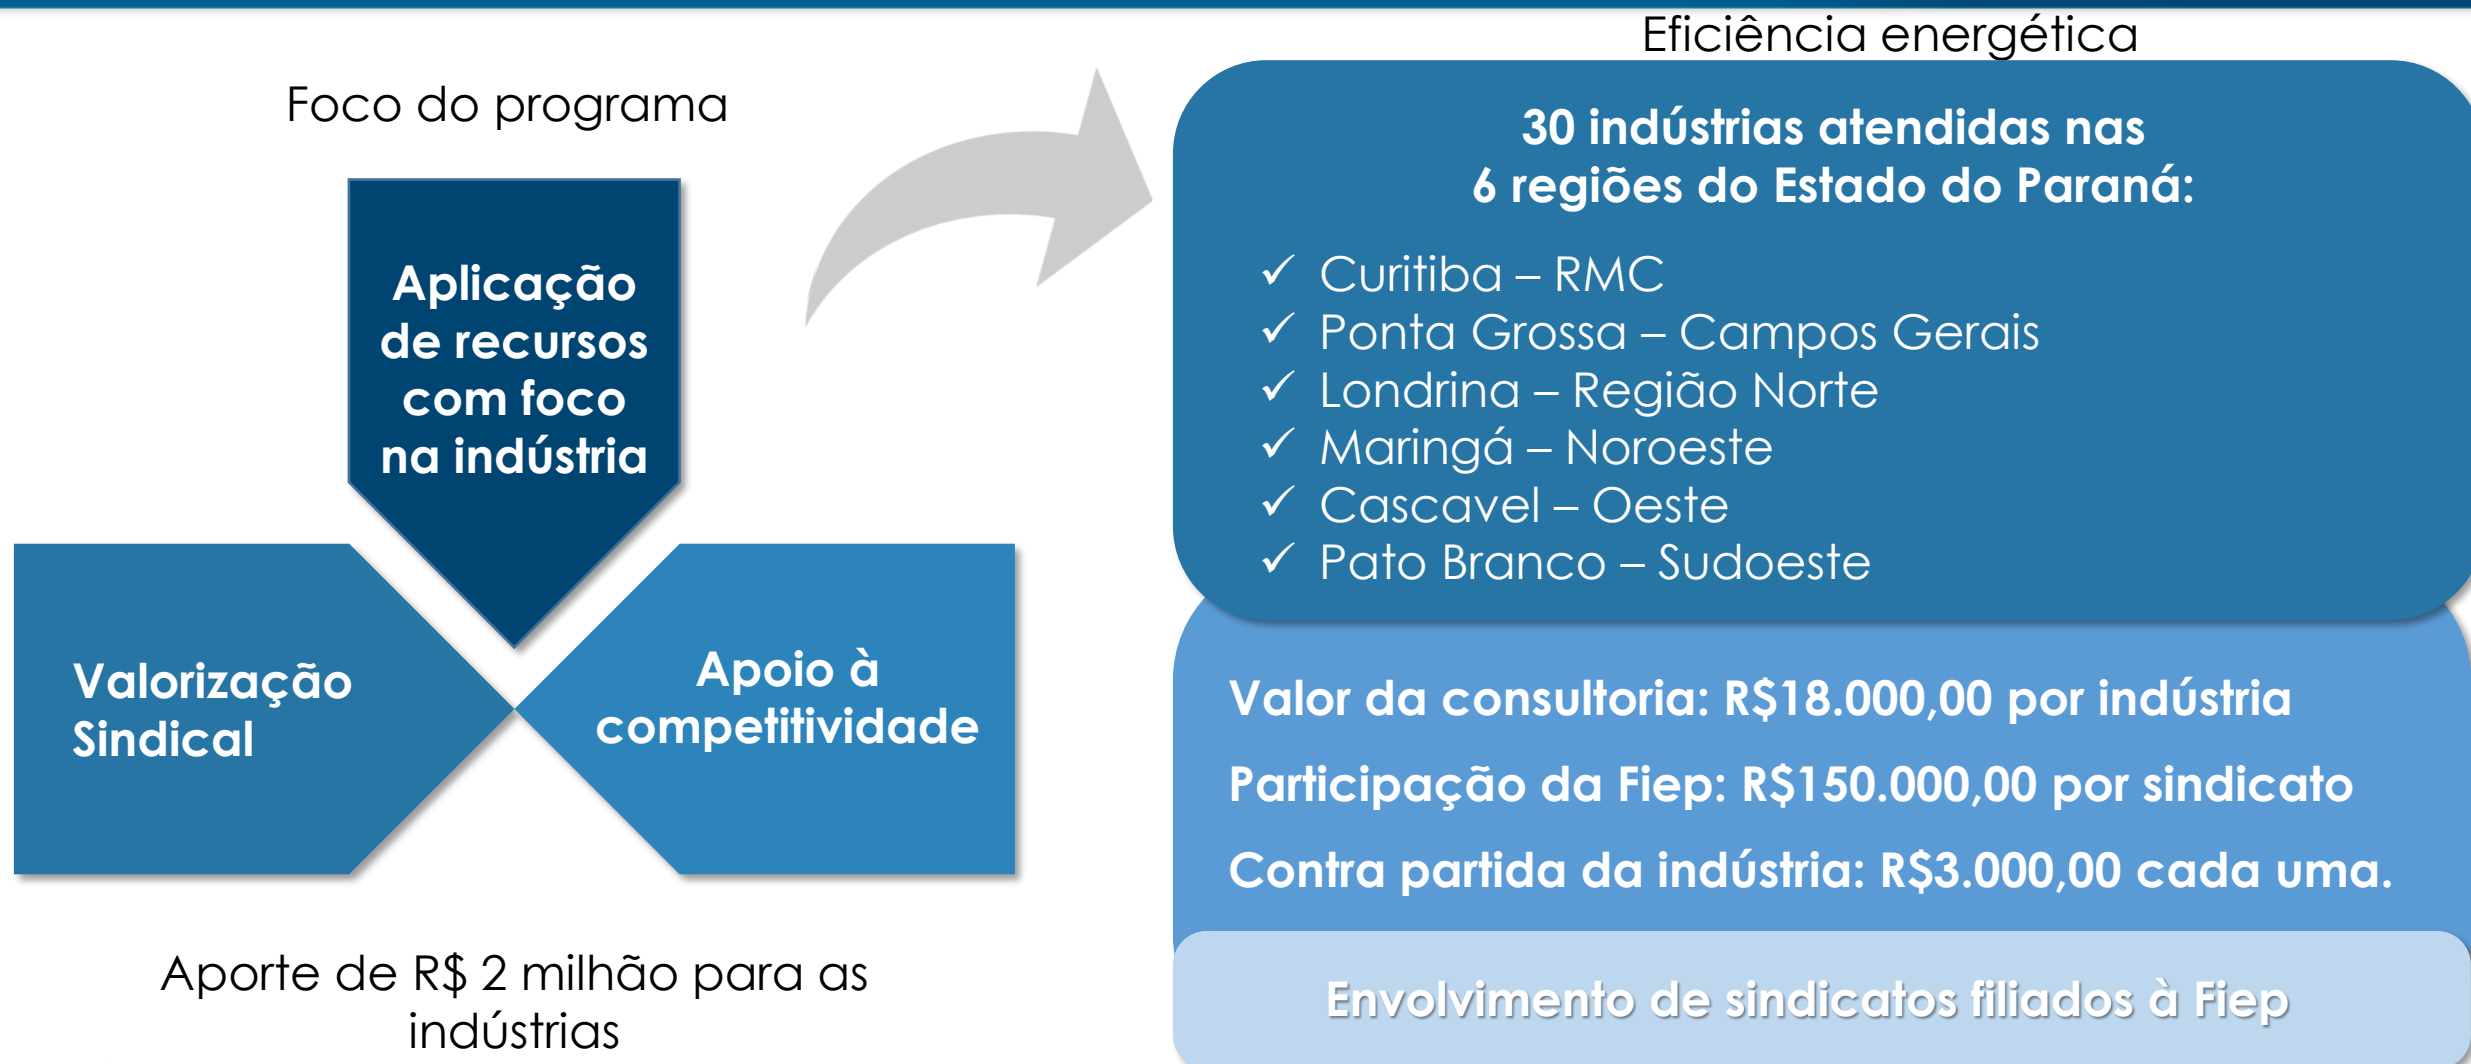 Foco do programa
Aplicação
de recursos
com foco
na indústria
Valorização
Sindical
Apoio à
competitividade
Aporte de R$ 2 milhão para as
indústrias
Eficiência energética
30 indústrias atendidas nas
6 regiões do Estado do Paraná:
✓ Curitiba – RMC
✓ Ponta Grossa – Campos Gerais
✓ Londrina – Região Norte
✓ Maringá – Noroeste
✓ Cascavel – Oeste
✓ Pato Branco – Sudoeste
Valor da consultoria: R$18.000,00 por indústria
Participação da Fiep: R$150.000,00 por sindicato
Contra partida da indústria: R$3.000,00 cada uma.
Envolvimento de sindicatos filiados à Fiep